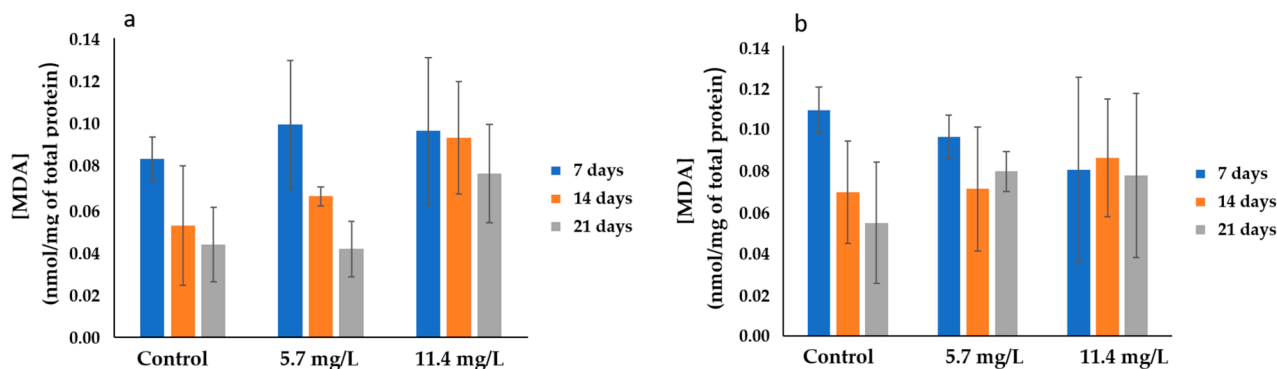 a
[MDA]
(nmol/mg of total protein)
0.14
0.12
0.10
0.08
0.06
0.04
0.02
0.00
Control
5.7 mg/L
11.4 mg/L
7 days
14 days
21 days
b
[MDA]
(nmol/mg of total protein)
0.14
0.12
0.10
0.08
0.06
0.04
0.02
0.00
Control
5.7 mg/L
11.4 mg/L
7 days
14 days
21 days